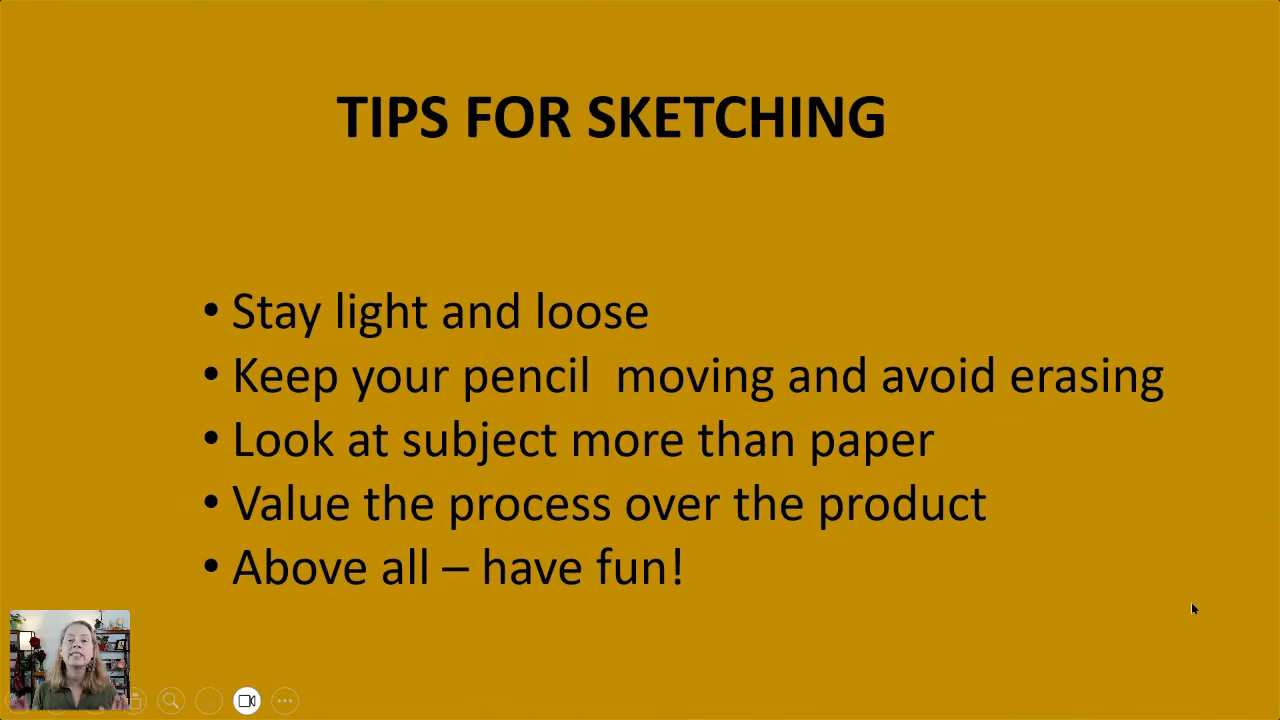 TIPS FOR SKETCHING
• Stay light and loose
• Keep your pencil  moving and avoid erasing
• Look at subject more than paper
• Value the process over the product
• Above all – have fun!